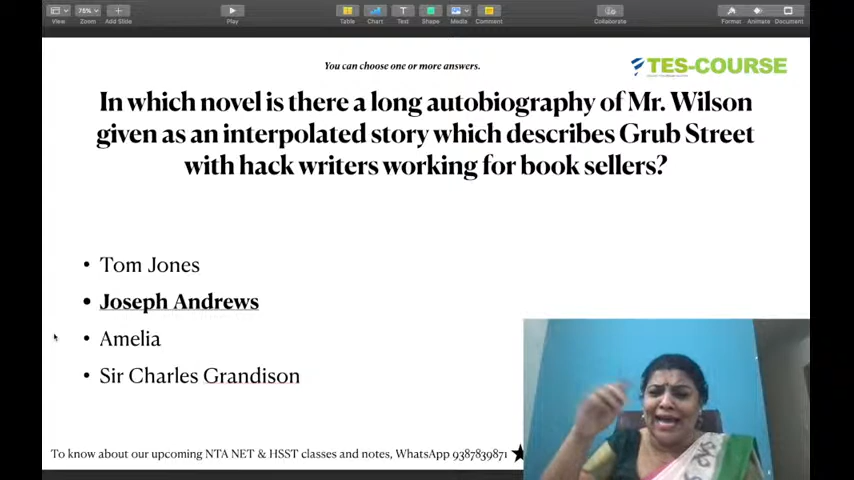 View
75%
Zoom
Add Slide
Play
Table
Chart
Text
Shape
Media
Comment
Collaborate
Format
Animate
Document
You can choose one or more answers.
TES-COURSE
In which novel is there a long autobiography of Mr. Wilson
given as an interpolated story which describes Grub Street
with hack writers working for book sellers?
• Tom Jones
• Joseph Andrews
• Amelia
• Sir Charles Grandison
To know about our upcoming NTA NET & HSST classes and notes, WhatsApp 9387839871